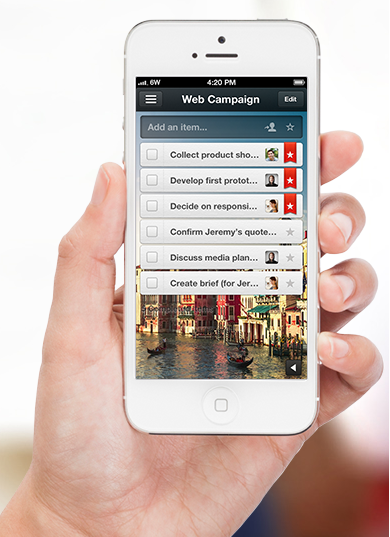 6W
4:20 PM
Web Campaign
Edit
Add an item...
Collect product sho...
Develop first protot...
Decide on responsi...
Confirm Jeremy's quote...
Discuss media plan...
Create brief (for Jer...